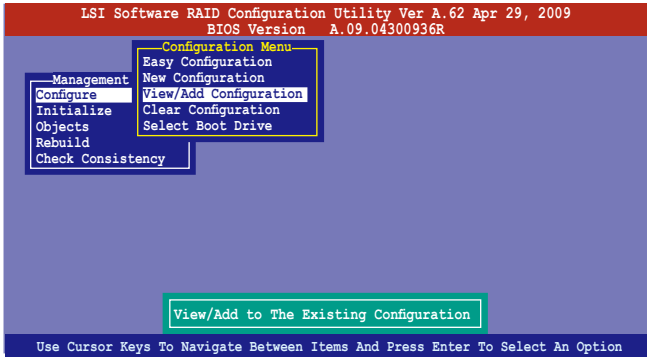 LSI Software RAID Configuration Utility Ver A.62 Apr 29, 2009
BIOS Version A.09.04300936R
Configuration Menu
Easy Configuration
New Configuration
View/Add Configuration
Clear Configuration
Select Boot Drive
Management
Configure
Initialize
Objects
Rebuild
Check Consistency
View/Add to The Existing Configuration
Use Cursor Keys To Navigate Between Items And Press Enter To Select An Option